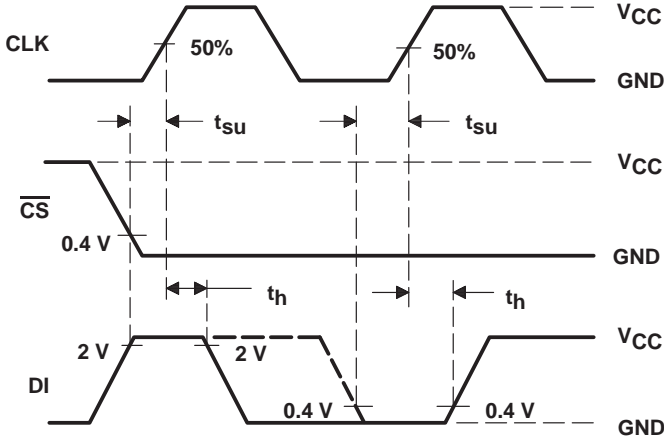 VCC
CLK
50%
50%
GND
tsu
tsu
VCC
CS
0.4 V
GND
th
th
VCC
2 V
2 V
DI
0.4 V
0.4 V
GND